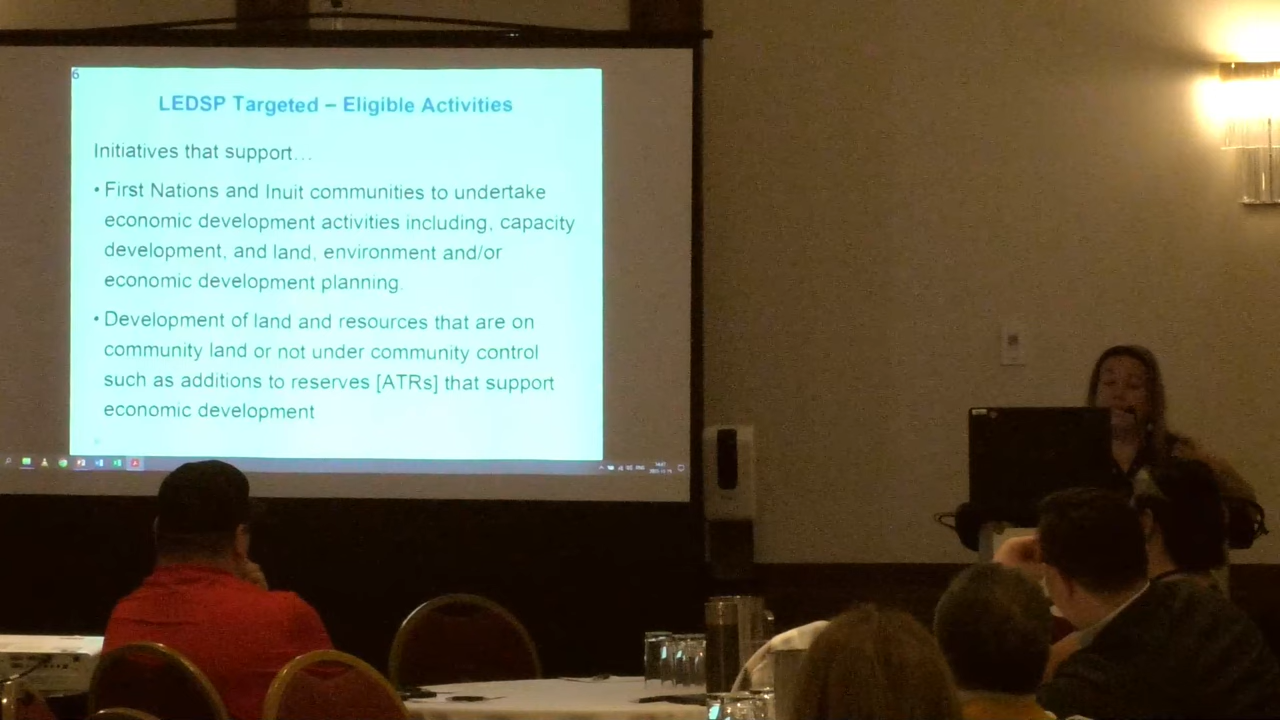 6
LEDSP Targeted – Eligible Activities
Initiatives that support...
• First Nations and Inuit communities to undertake
economic development activities including, capacity
development, and land, environment and/or
economic development planning.
• Development of land and resources that are on
community land or not under community control
such as additions to reserves [ATRs] that support
economic development